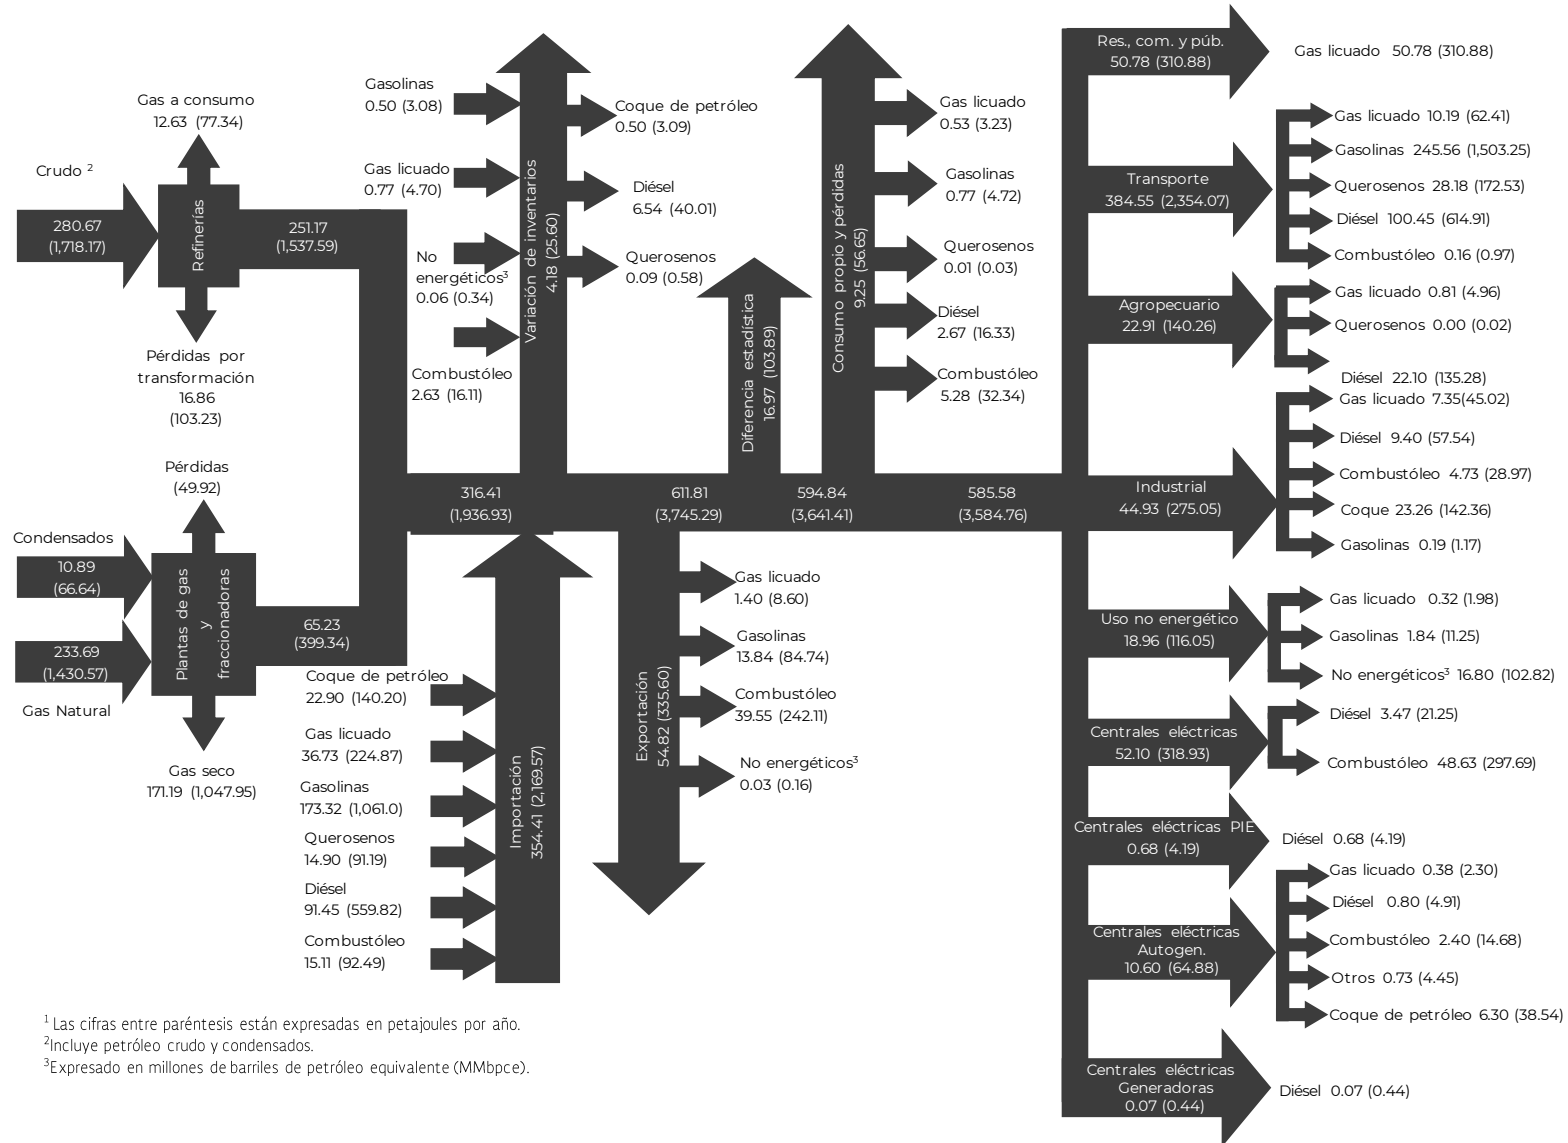 Gas a consumo
12.63 (77.34)
Crudo ²
280.67
(1,718.17)
Refinerías
251.17
(1,537.59)
Pérdidas por
transformación
16.86
(103.23)
Pérdidas
(49.92)
Condensados
10.89
(66.64)
233.69
(1,430.57)
Gas Natural
Plantas de gas
y
fraccionadoras
65.23
(399.34)
Gas seco
171.19 (1,047.95)
Gasolinas
0.50 (3.08)
Gas licuado
0.77 (4.70)
No
energéticos³
0.06 (0.34)
Combustóleo
2.63 (16.11)
Variación de inventarios
4.18 (25.60)
Coque de petróleo
0.50 (3.09)
Diésel
6.54 (40.01)
Querosenos
0.09 (0.58)
316.41
(1,936.93)
Coque de petróleo
22.90 (140.20)
Gas licuado
36.73 (224.87)
Gasolinas
173.32 (1,061.0)
Querosenos
14.90 (91.19)
Diésel
91.45 (559.82)
Combustóleo
15.11 (92.49)
Importación
354.41 (2,169.57)
611.81
(3,745.29)
Exportación
54.82 (335.60)
Gas licuado
1.40 (8.60)
Gasolinas
13.84 (84.74)
Combustóleo
39.55 (242.11)
No energéticos³
0.03 (0.16)
Diferencia estadística
16.97 (103.89)
594.84
(3,641.41)
Consumo propio y pérdidas
9.25 (56.65)
Gas licuado
0.53 (3.23)
Gasolinas
0.77 (4.72)
Querosenos
0.01 (0.03)
Diésel
2.67 (16.33)
Combustóleo
5.28 (32.34)
585.58
(3,584.76)
Res., com. y púb.
50.78 (310.88)
Gas licuado 50.78 (310.88)
Transporte
384.55 (2,354.07)
Gas licuado 10.19 (62.41)
Gasolinas 245.56 (1,503.25)
Querosenos 28.18 (172.53)
Diésel 100.45 (614.91)
Combustóleo 0.16 (0.97)
Agropecuario
22.91 (140.26)
Gas licuado 0.81 (4.96)
Querosenos 0.00 (0.02)
Diésel 22.10 (135.28)
Industrial
44.93 (275.05)
Gas licuado 7.35(45.02)
Diésel 9.40 (57.54)
Combustóleo 4.73 (28.97)
Coque 23.26 (142.36)
Gasolinas 0.19 (1.17)
Uso no energético
18.96 (116.05)
Gas licuado 0.32 (1.98)
Gasolinas 1.84 (11.25)
No energéticos³ 16.80 (102.82)
Centrales eléctricas
52.10 (318.93)
Diésel 3.47 (21.25)
Combustóleo 48.63 (297.69)
Centrales eléctricas PIE
0.68 (4.19)
Diésel 0.68 (4.19)
Centrales eléctricas
Autogen.
10.60 (64.88)
Gas licuado 0.38 (2.30)
Diésel 0.80 (4.91)
Combustóleo 2.40 (14.68)
Otros 0.73 (4.45)
Coque de petróleo 6.30 (38.54)
Centrales eléctricas
Generadoras
0.07 (0.44)
Diésel 0.07 (0.44)
¹ Las cifras entre paréntesis están expresadas en petajoules por año.
²Incluye petróleo crudo y condensados.
³Expresado en millones de barriles de petróleo equivalente (MMbpce).